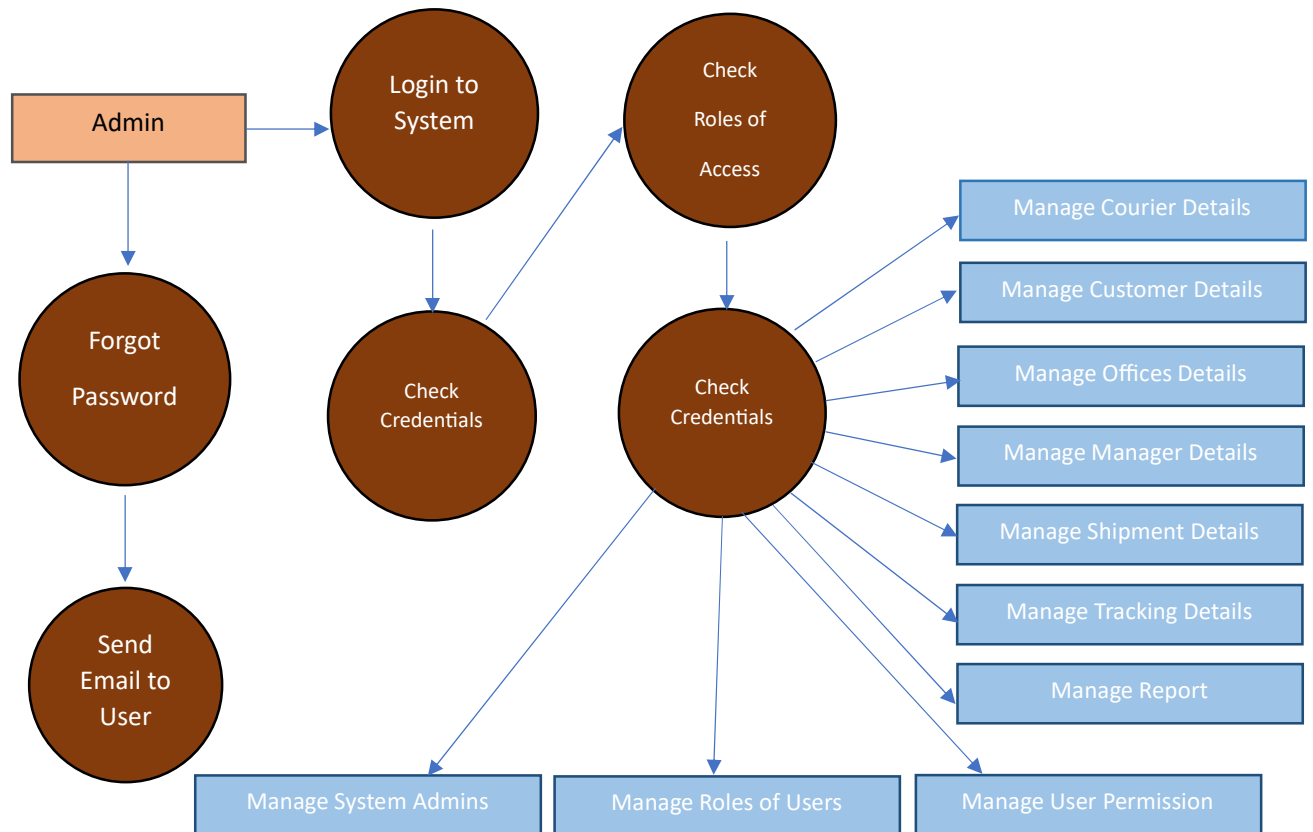 Admin
Login to
System
Check
Roles of
Access
Forgot
Password
Check
Credentials
Check
Credentials
Send
Email to
User
Manage Courier Details
Manage Customer Details
Manage Offices Details
Manage Manager Details
Manage Shipment Details
Manage Tracking Details
Manage Report
Manage System Admins
Manage Roles of Users
Manage User Permission